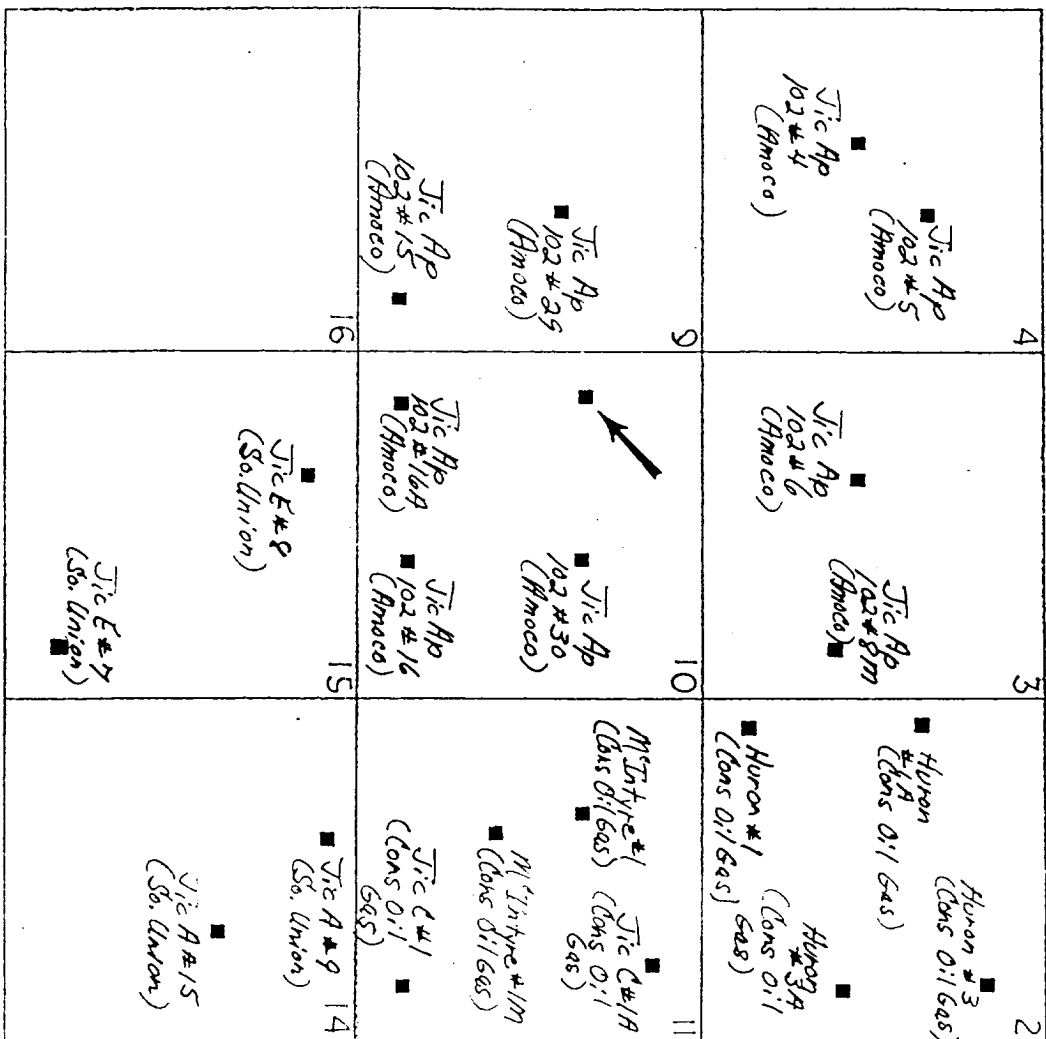 4
Jic Ap
102 #5
(Amoco)
Jic Ap
102 #4
(Amoco)
3
Jic Ap
102 #8M
(Amoco)
Jic Ap
102 #6
(Amoco)
2
Huron #3
(Cons Oil Gas)
Huron
#4A
(Cons Oil Gas)
Huron
#3A
(Cons Oil
Gas)
Huron #1
(Cons Oil Gas)
9
Jic Ap
102 #29
(Amoco)
Jic Ap
102 #15
(Amoco)
10
Jic Ap
102 #30
(Amoco)
Jic Ap
102 #16A
(Amoco)
Jic Ap
102 #16
(Amoco)
11
McIntyre #1
(Cons Oil Gas)
Jic C #1A
(Cons Oil
Gas)
McIntyre #1M
(Cons Oil Gas)
Jic C #1
(Cons Oil
Gas)
16
15
Jic E #8
(So. Union)
Jic E #7
(So. Union)
14
Jic A #9
(So. Union)
Jic A #15
(So. Union)